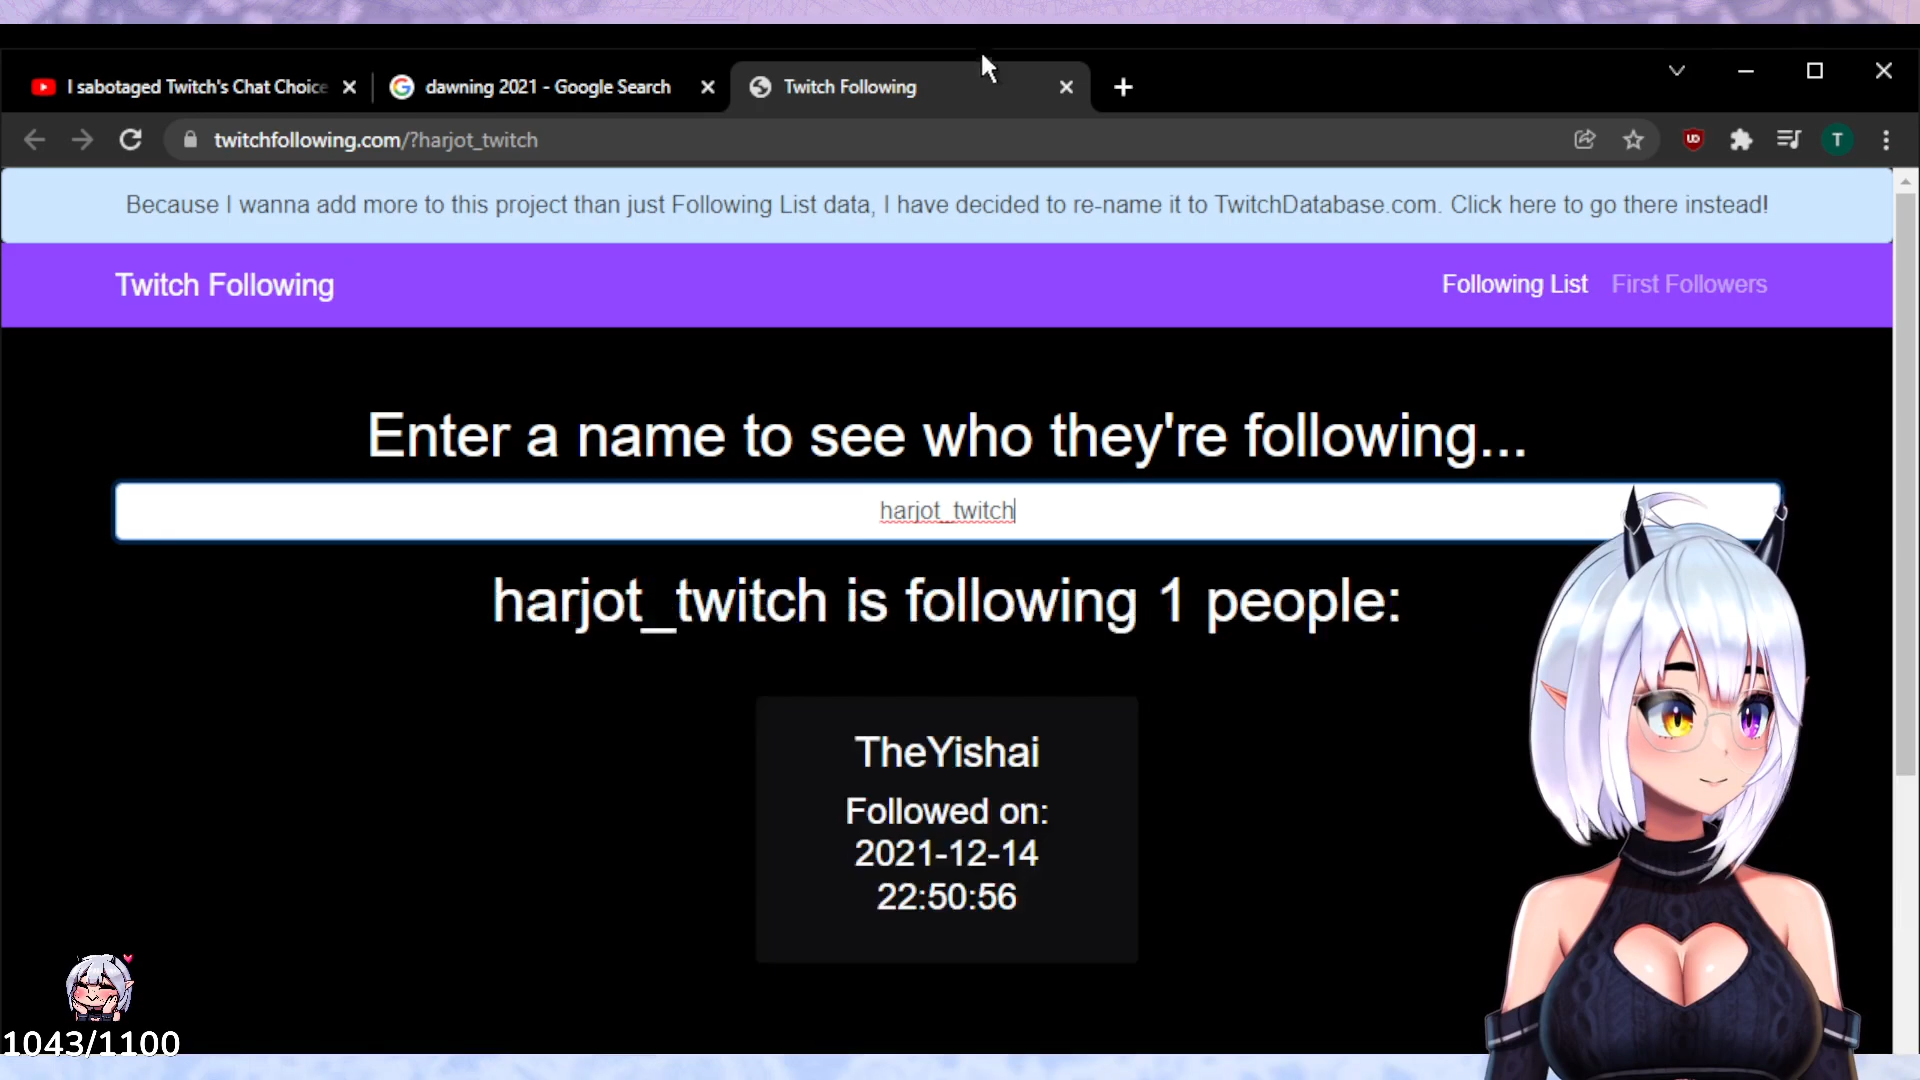 I sabotaged Twitch's Chat Choice
dawning 2021 - Google Search
Twitch Following
twitchfollowing.com/?harjot_twitch
UD
T
Because I wanna add more to this project than just Following List data, I have decided to re-name it to TwitchDatabase.com. Click here to go there instead!
Twitch Following
Following List
First Followers
Enter a name to see who they're following...
harjot_twitch
harjot_twitch is following 1 people:
TheYishai
Followed on:
2021-12-14
22:50:56
1043/1100